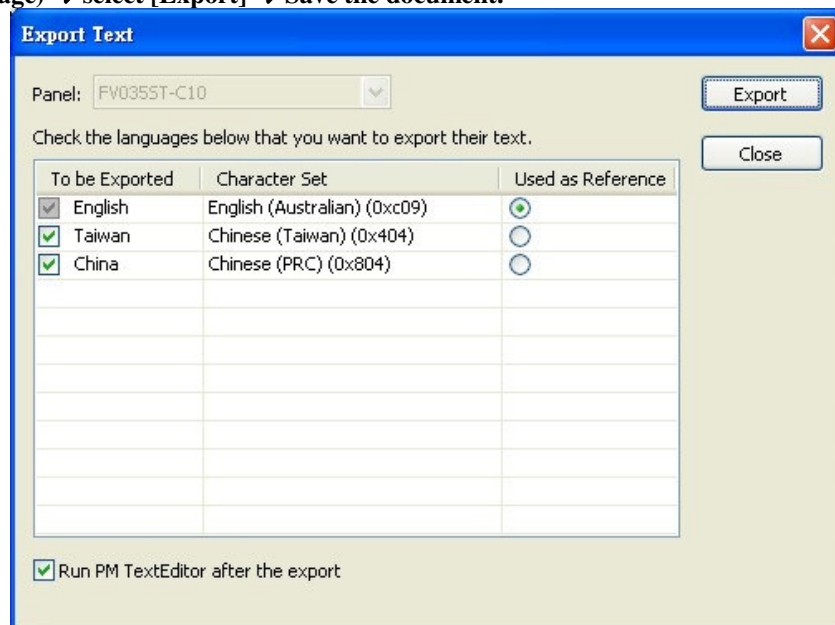 select [Export]
Save the document.
Export Text
Panel: FV035ST-C10
Export
Check the languages below that you want to export their text.
Close
To be Exported Character Set Used as Reference
English English (Australian) (0xc09)
Taiwan Chinese (Taiwan) (0x404)
China Chinese (PRC) (0x804)
Run PM TextEditor after the export